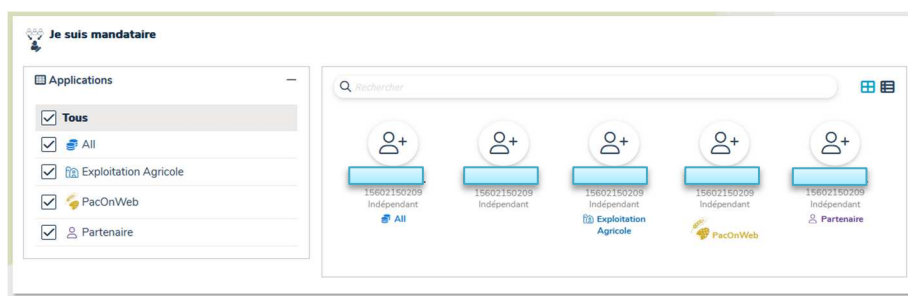 Je suis mandataire
Applications
Tous
All
Exploitation Agricole
PacOnWeb
Partenaire
Rechercher
15602150209
Indépendant
All
15602150209
Indépendant
15602150209
Indépendant
Exploitation
Agricole
15602150209
Indépendant
PacOnWeb
15602150209
Indépendant
Partenaire